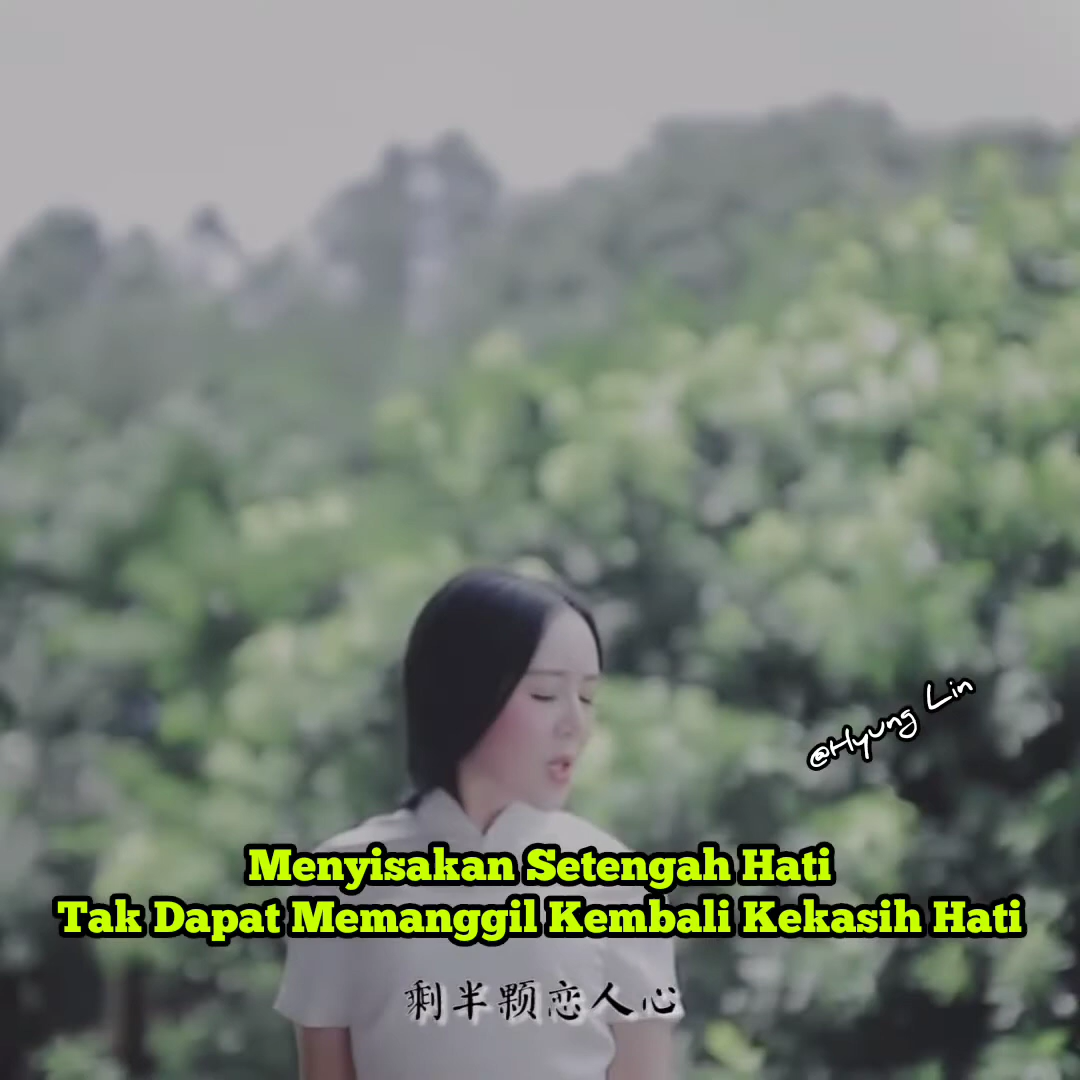 @Hyung Lin
Menyisakan Setengah Hati
Tak Dapat Memanggil Kembali Kekasih Hati
剩半颗恋人心